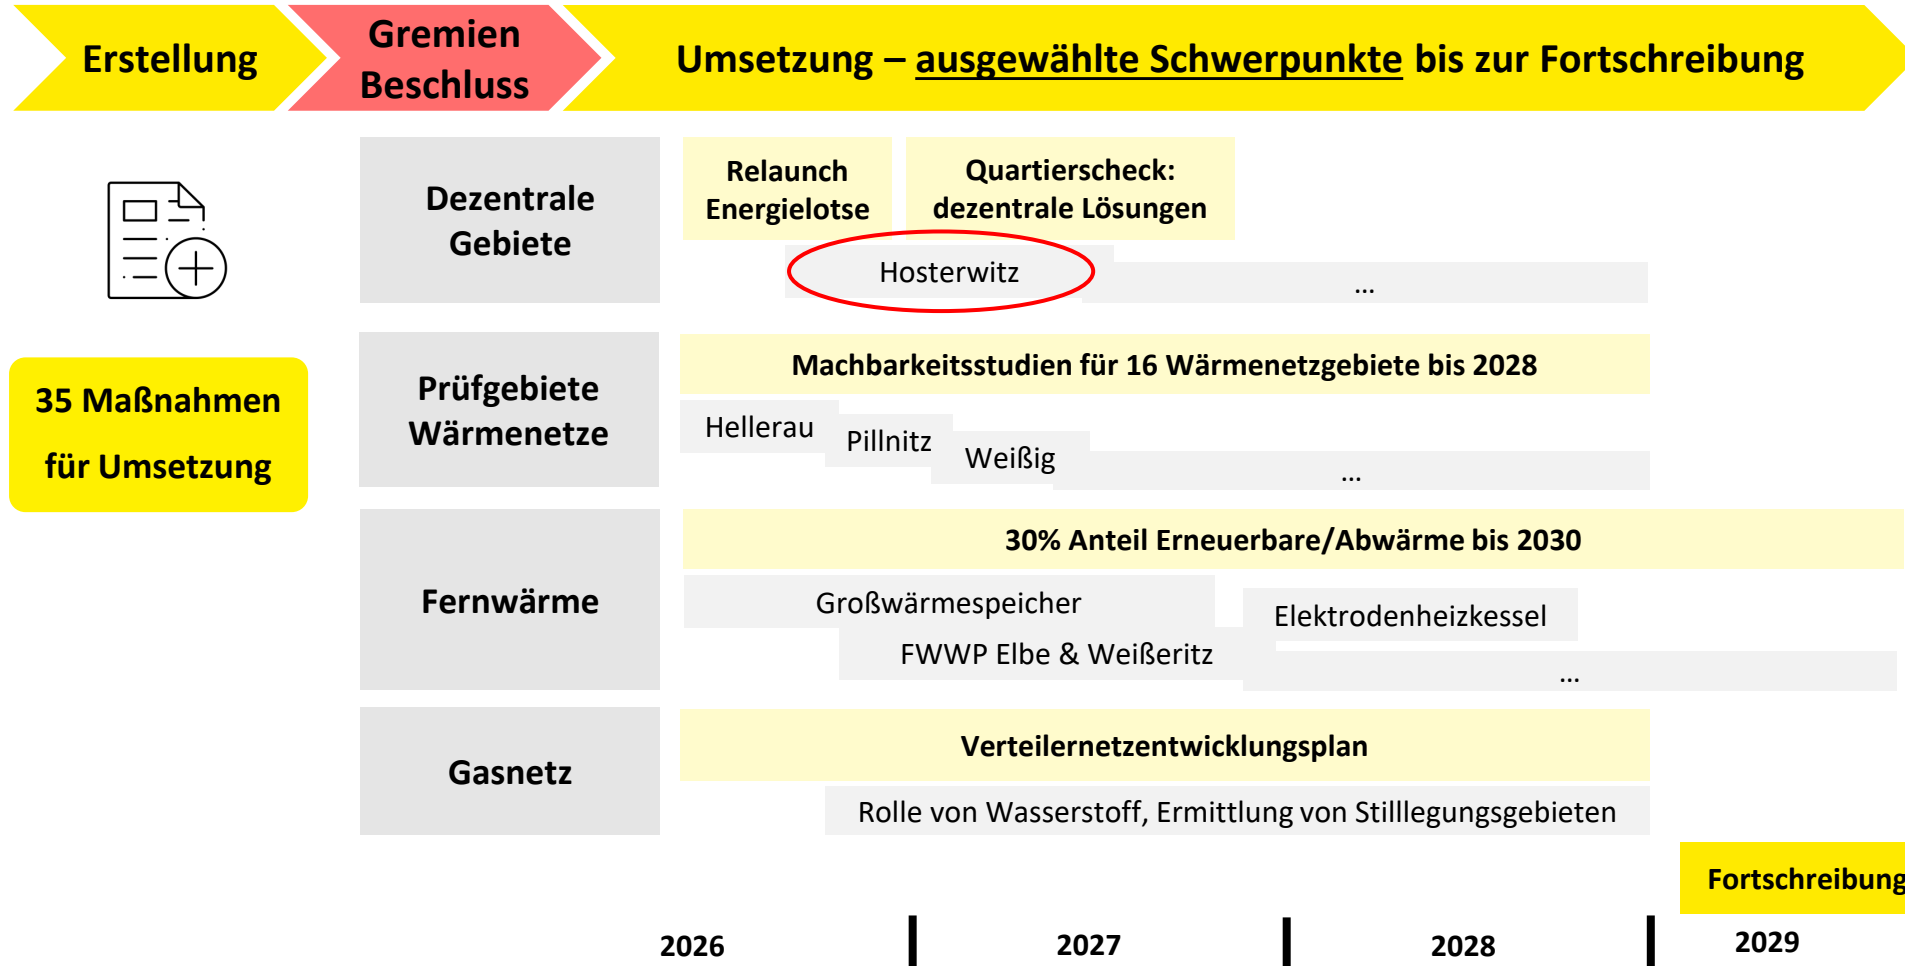 Erstellung
Gremien
Beschluss
Umsetzung – ausgewählte Schwerpunkte bis zur Fortschreibung
35 Maßnahmen
für Umsetzung
Dezentrale
Gebiete
Relaunch
Energielotse
Quartierscheck:
dezentrale Lösungen
Hosterwitz
...
Prüfgebiete
Wärmenetze
Machbarkeitsstudien für 16 Wärmenetzgebiete bis 2028
Hellerau
Pillnitz
Weißig
...
Fernwärme
30% Anteil Erneuerbare/Abwärme bis 2030
Großwärmespeicher
Elektrodenheizkessel
FWWP Elbe & Weißeritz
...
Gasnetz
Verteilernetzentwicklungsplan
Rolle von Wasserstoff, Ermittlung von Stilllegungsgebieten
Fortschreibung
2026
2027
2028
2029